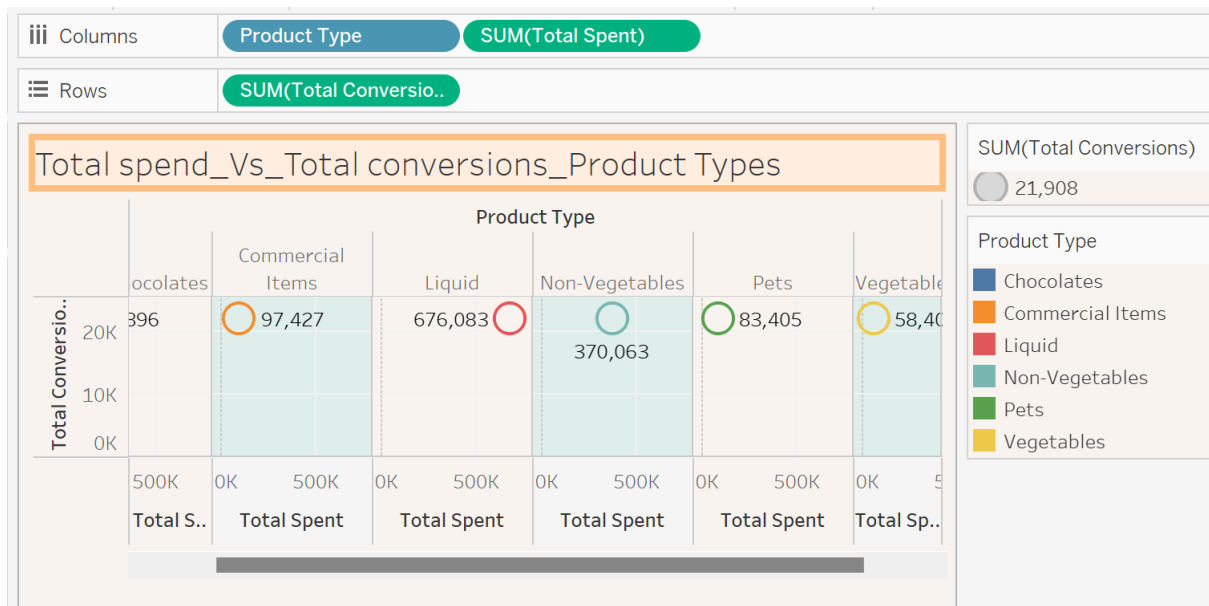 Columns Product Type SUM(Total Spent)
Rows SUM(Total Conversio..
Total spend_Vs_Total conversions_Product Types
Product Type
ocolates Commercial Items Liquid Non-Vegetables Pets Vegetable
Total Conversio..
20K
10K
0K
396 97,427 676,083 370,063 83,405 58,40
500K 0K 500K 0K 500K 0K 500K 0K 500K 0K 5
Total S.. Total Spent Total Spent Total Spent Total Spent Total Sp..
SUM(Total Conversions)
21,908
Product Type
Chocolates
Commercial Items
Liquid
Non-Vegetables
Pets
Vegetables